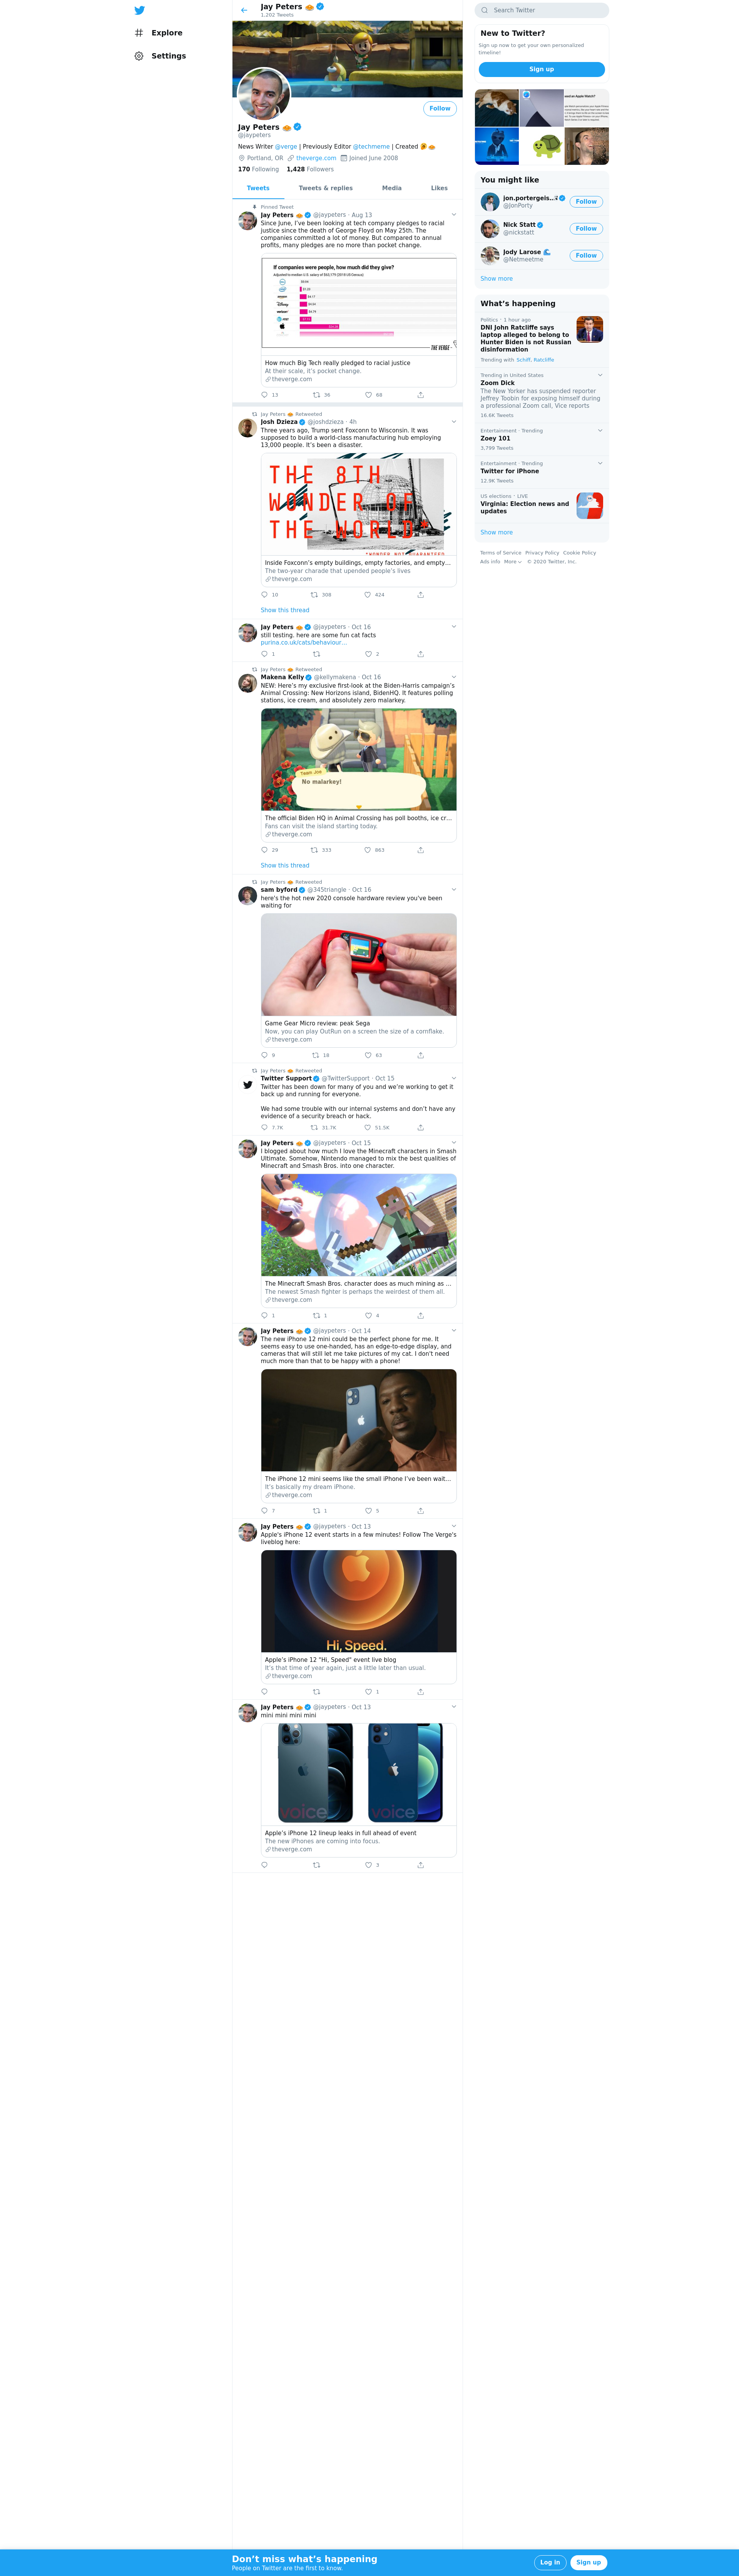 Explore
Settings
Jay Peters
1,202 Tweets
Follow
Jay Peters
@jaypeters
News Writer @verge | Previously Editor @techmeme | Created
Portland, OR theverge.com Joined June 2008
170 Following 1,428 Followers
Tweets Tweets & replies Media Likes
Pinned Tweet
Jay Peters @jaypeters · Aug 13
Since June, I've been looking at tech company pledges to racial
justice since the death of George Floyd on May 25th. The
companies committed a lot of money. But compared to annual
profits, many pledges are no more than pocket change.
If companies were people, how much did they give?
Adjusted to median U.S. salary of $63,179 (2018 US Census)
THE VERGE
How much Big Tech really pledged to racial justice
At their scale, it's pocket change.
theverge.com
13 36 68
Jay Peters Retweeted
Josh Dzieza @joshdzieza · 4h
Three years ago, Trump sent Foxconn to Wisconsin. It was
supposed to build a world-class manufacturing hub employing
13,000 people. It's been a disaster.
THE 8TH
WONDER OF
THE WORLD*
*WONDER NOT GUARANTEED
Inside Foxconn's empty buildings, empty factories, and empty...
The two-year charade that upended people's lives
theverge.com
10 308 424
Show this thread
Jay Peters @jaypeters · Oct 16
still testing. here are some fun cat facts
purina.co.uk/cats/behaviour...
1 2
Jay Peters Retweeted
Makena Kelly @kellymakena · Oct 16
NEW: Here's my exclusive first-look at the Biden-Harris campaign's
Animal Crossing: New Horizons island, BidenHQ. It features polling
stations, ice cream, and absolutely zero malarkey.
Team Joe
No malarkey!
The official Biden HQ in Animal Crossing has poll booths, ice cr...
Fans can visit the island starting today.
theverge.com
29 333 863
Show this thread
Jay Peters Retweeted
sam byford @345triangle · Oct 16
here's the hot new 2020 console hardware review you've been
waiting for
Game Gear Micro review: peak Sega
Now, you can play OutRun on a screen the size of a cornflake.
theverge.com
9 18 63
Jay Peters Retweeted
Twitter Support @TwitterSupport · Oct 15
Twitter has been down for many of you and we're working to get it
back up and running for everyone.
We had some trouble with our internal systems and don't have any
evidence of a security breach or hack.
7.7K 31.7K 51.5K
Jay Peters @jaypeters · Oct 15
I blogged about how much I love the Minecraft characters in Smash
Ultimate. Somehow, Nintendo managed to mix the best qualities of
Minecraft and Smash Bros. into one character.
The Minecraft Smash Bros. character does as much mining as ...
The newest Smash fighter is perhaps the weirdest of them all.
theverge.com
1 1 4
Jay Peters @jaypeters · Oct 14
The new iPhone 12 mini could be the perfect phone for me. It
seems easy to use one-handed, has an edge-to-edge display, and
cameras that will still let me take pictures of my cat. I don't need
much more than that to be happy with a phone!
The iPhone 12 mini seems like the small iPhone I've been wait...
It's basically my dream iPhone.
theverge.com
7 1 5
Jay Peters @jaypeters · Oct 13
Apple's iPhone 12 event starts in a few minutes! Follow The Verge's
liveblog here:
Hi, Speed.
Apple's iPhone 12 "Hi, Speed" event live blog
It's that time of year again, just a little later than usual.
theverge.com
1
Jay Peters @jaypeters · Oct 13
mini mini mini mini
voice voice
Apple's iPhone 12 lineup leaks in full ahead of event
The new iPhones are coming into focus.
theverge.com
3
Search Twitter
New to Twitter?
Sign up now to get your own personalized
timeline!
Sign up
You might like
jon.portergeis...
@JonPorty
Follow
Nick Statt
@nickstatt
Follow
Jody Larose
@Netmeetme
Follow
Show more
What's happening
Politics · 1 hour ago
DNI John Ratcliffe says
laptop alleged to belong to
Hunter Biden is not Russian
disinformation
Trending with Schiff, Ratcliffe
Trending in United States
Zoom Dick
The New Yorker has suspended reporter
Jeffrey Toobin for exposing himself during
a professional Zoom call, Vice reports
16.6K Tweets
Entertainment · Trending
Zoey 101
3,799 Tweets
Entertainment · Trending
Twitter for iPhone
12.9K Tweets
US elections · LIVE
Virginia: Election news and
updates
Show more
Terms of Service Privacy Policy Cookie Policy
Ads info More © 2020 Twitter, Inc.
Don't miss what's happening
People on Twitter are the first to know.
Log in Sign up